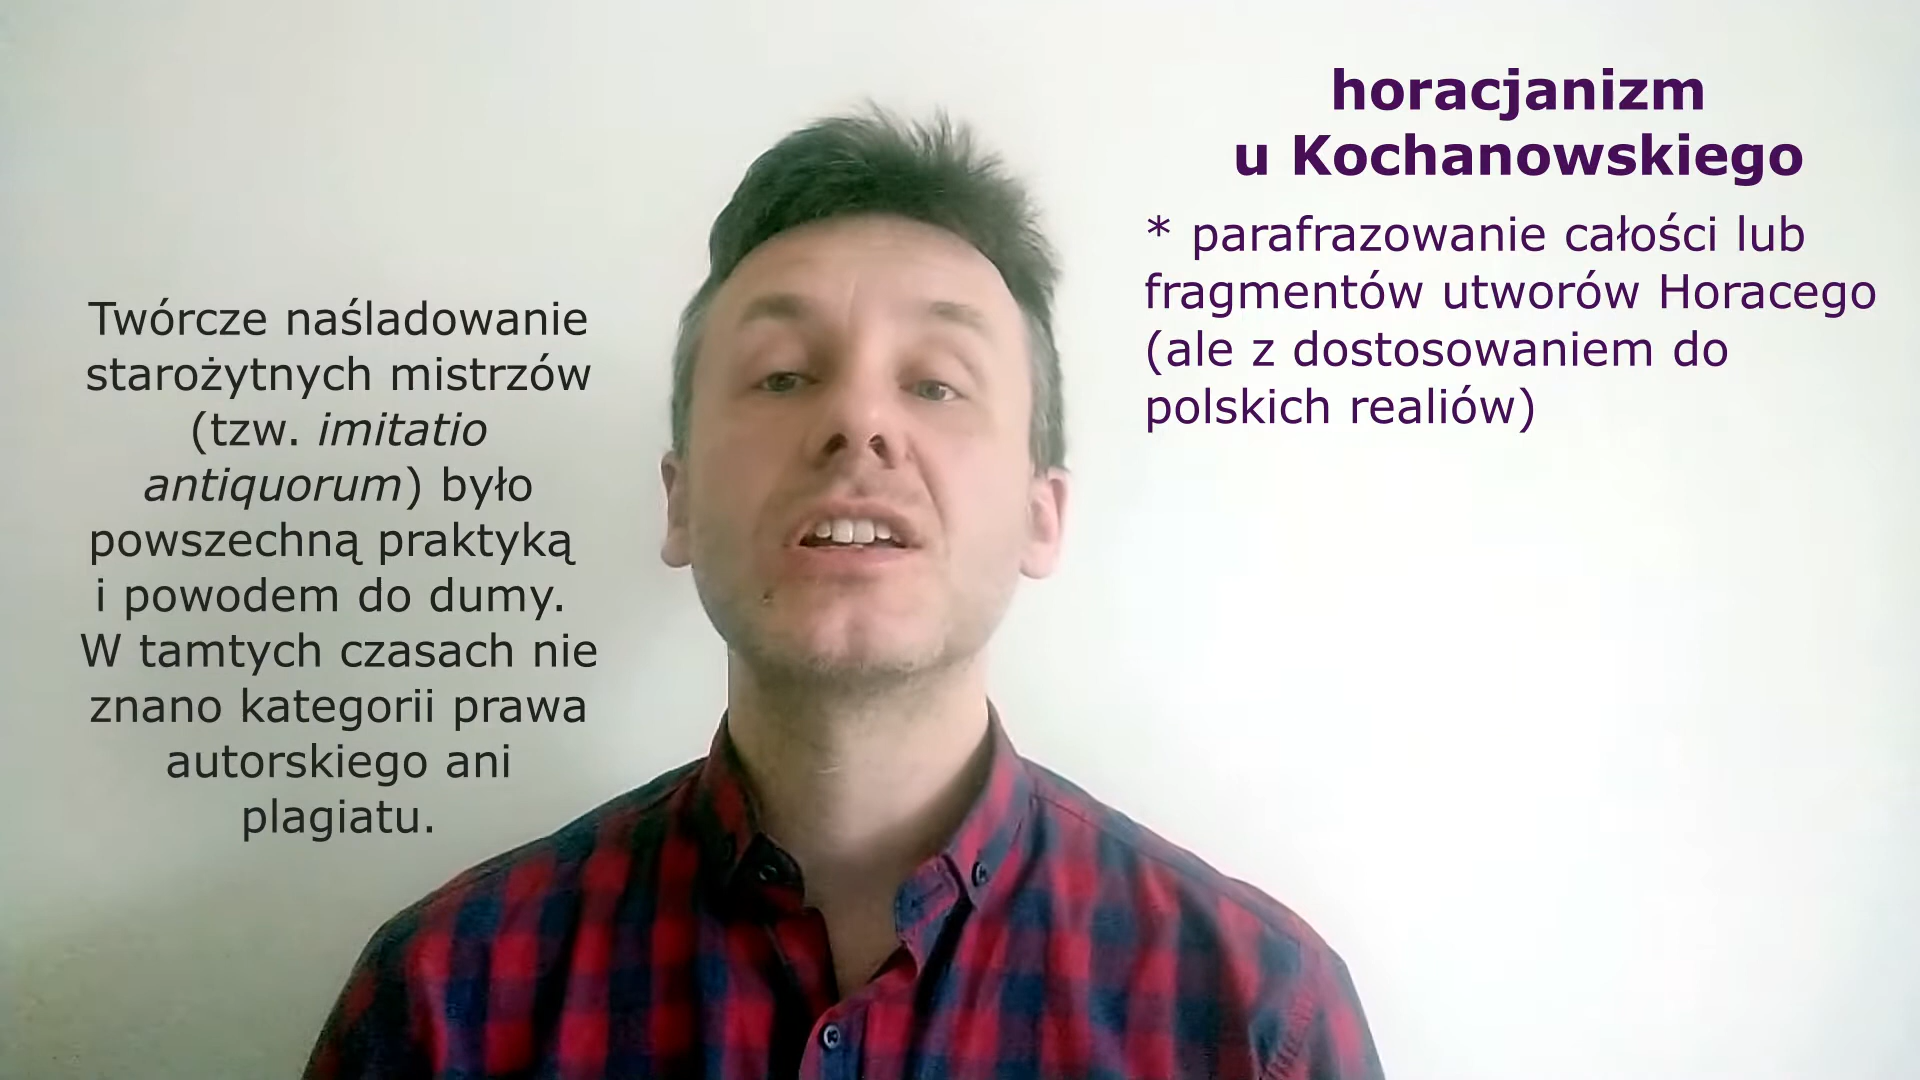 Twórcze naśladowanie
starożytnych mistrzów
(tzw. imitatio
antiquorum) było
powszechną praktyką
i powodem do dumy.
W tamtych czasach nie
znano kategorii prawa
autorskiego ani
plagiatu.
horacjanizm
u Kochanowskiego
* parafrazowanie całości lub
fragmentów utworów Horacego
(ale z dostosowaniem do
polskich realiów)